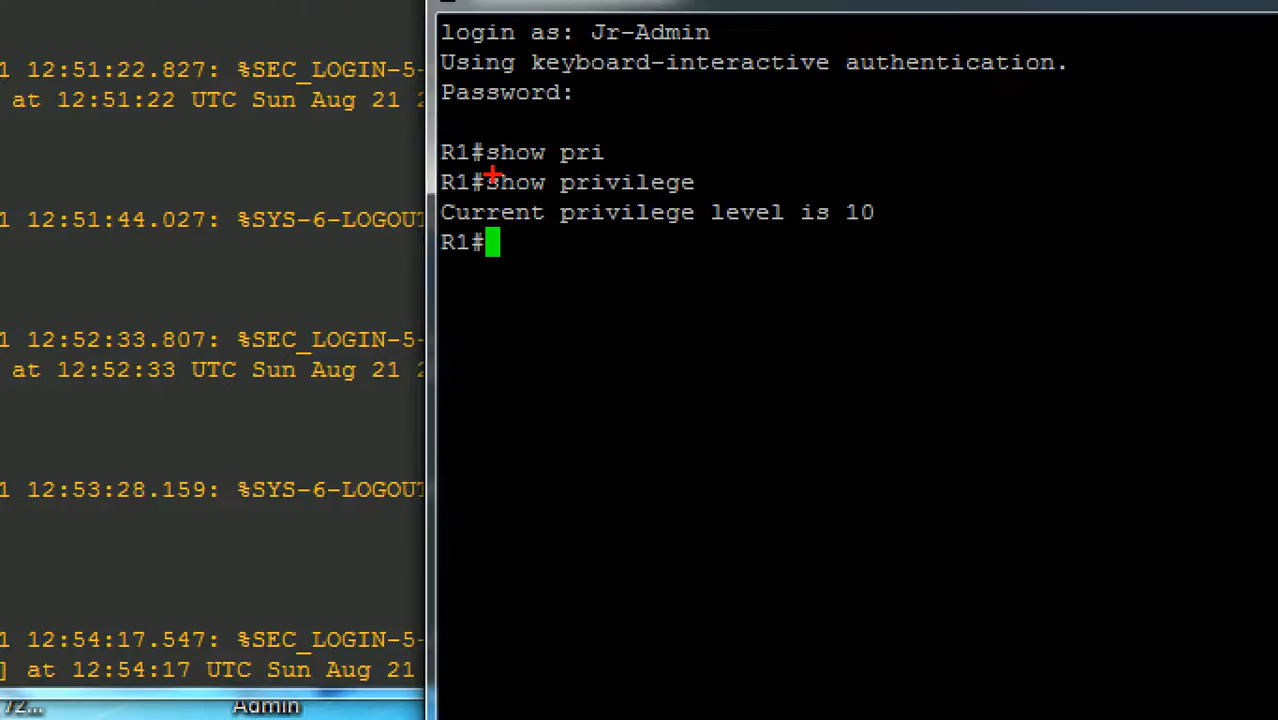 1 12:51:22.827: %SEC_LOGIN-5-
at 12:51:22 UTC Sun Aug 21 2
1 12:51:44.027: %SYS-6-LOGOUT
1 12:52:33.807: %SEC_LOGIN-5-
at 12:52:33 UTC Sun Aug 21 2
1 12:53:28.159: %SYS-6-LOGOUT
1 12:54:17.547: %SEC_LOGIN-5-
] at 12:54:17 UTC Sun Aug 21
72...
Admin
login as: Jr-Admin
Using keyboard-interactive authentication.
Password:
R1#show pri
R1#show privilege
Current privilege level is 10
R1#